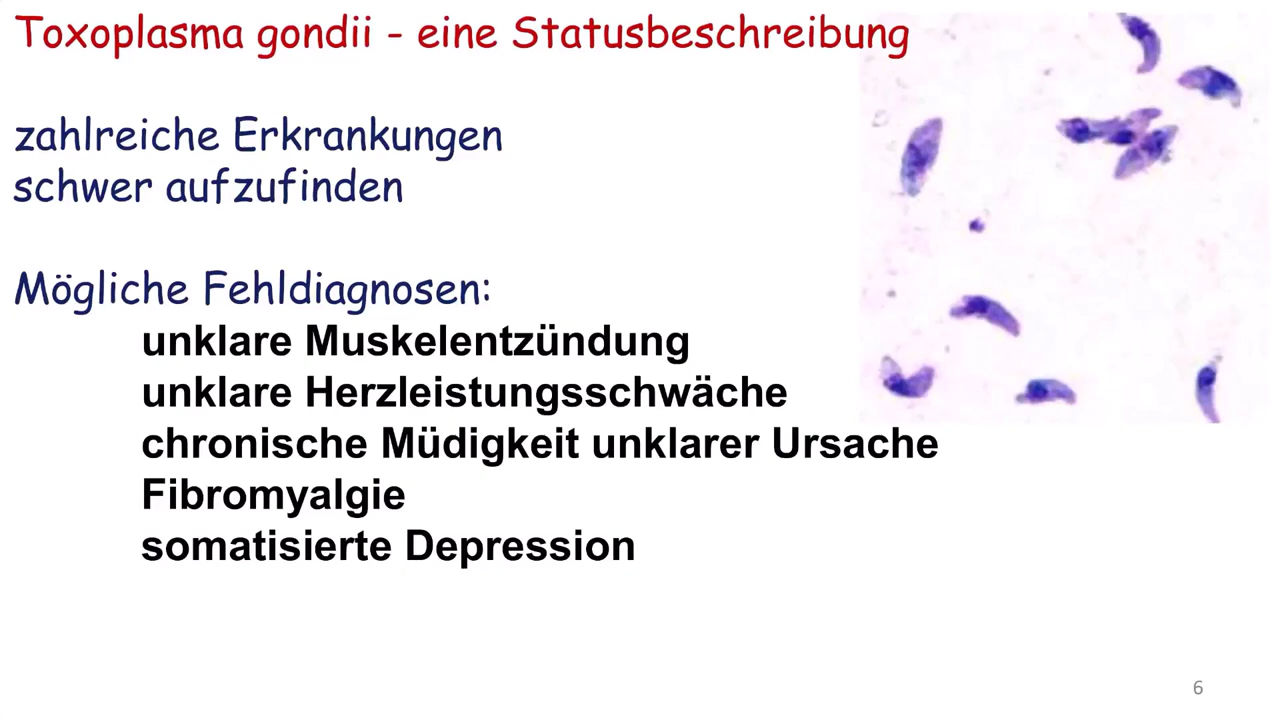 Toxoplasma gondii - eine Statusbeschreibung
zahlreiche Erkrankungen
schwer aufzufinden
Mögliche Fehldiagnosen:
unklare Muskelentzündung
unklare Herzleistungsschwäche
chronische Müdigkeit unklarer Ursache
Fibromyalgie
somatisierte Depression
6